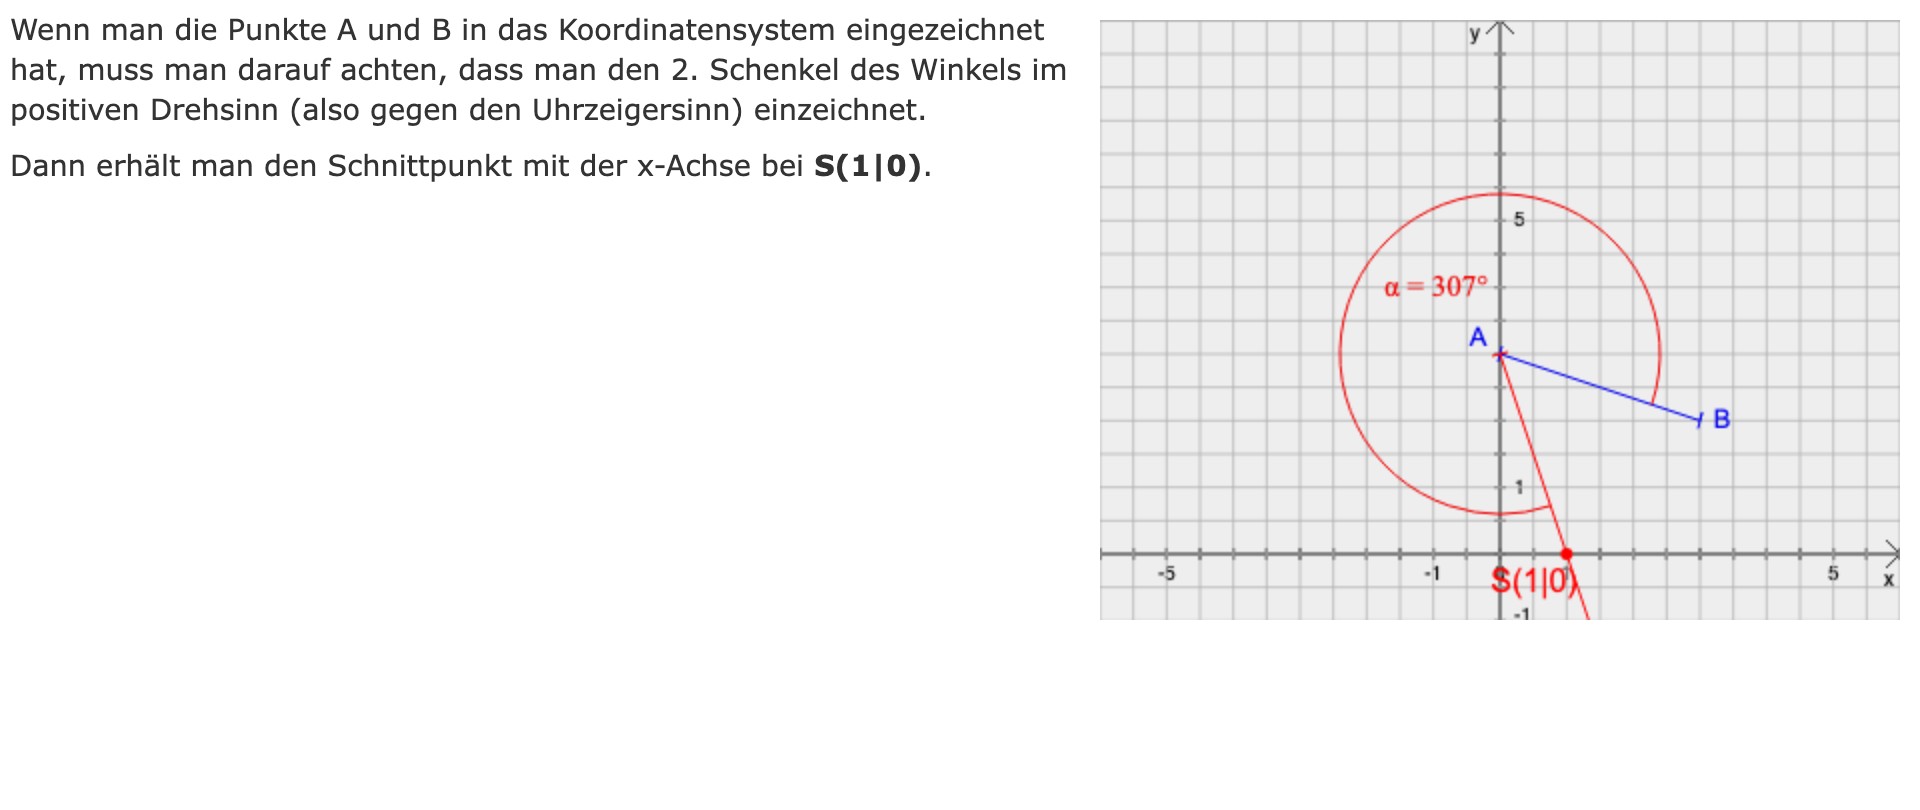 Wenn man die Punkte A und B in das Koordinatensystem eingezeichnet
hat, muss man darauf achten, dass man den 2. Schenkel des Winkels im
positiven Drehsinn (also gegen den Uhrzeigersinn) einzeichnet.
Dann erhält man den Schnittpunkt mit der x-Achse bei S(1|0).
y
5
α = 307°
A
B
1
-5
-1
5
x
S(1|0)
-1